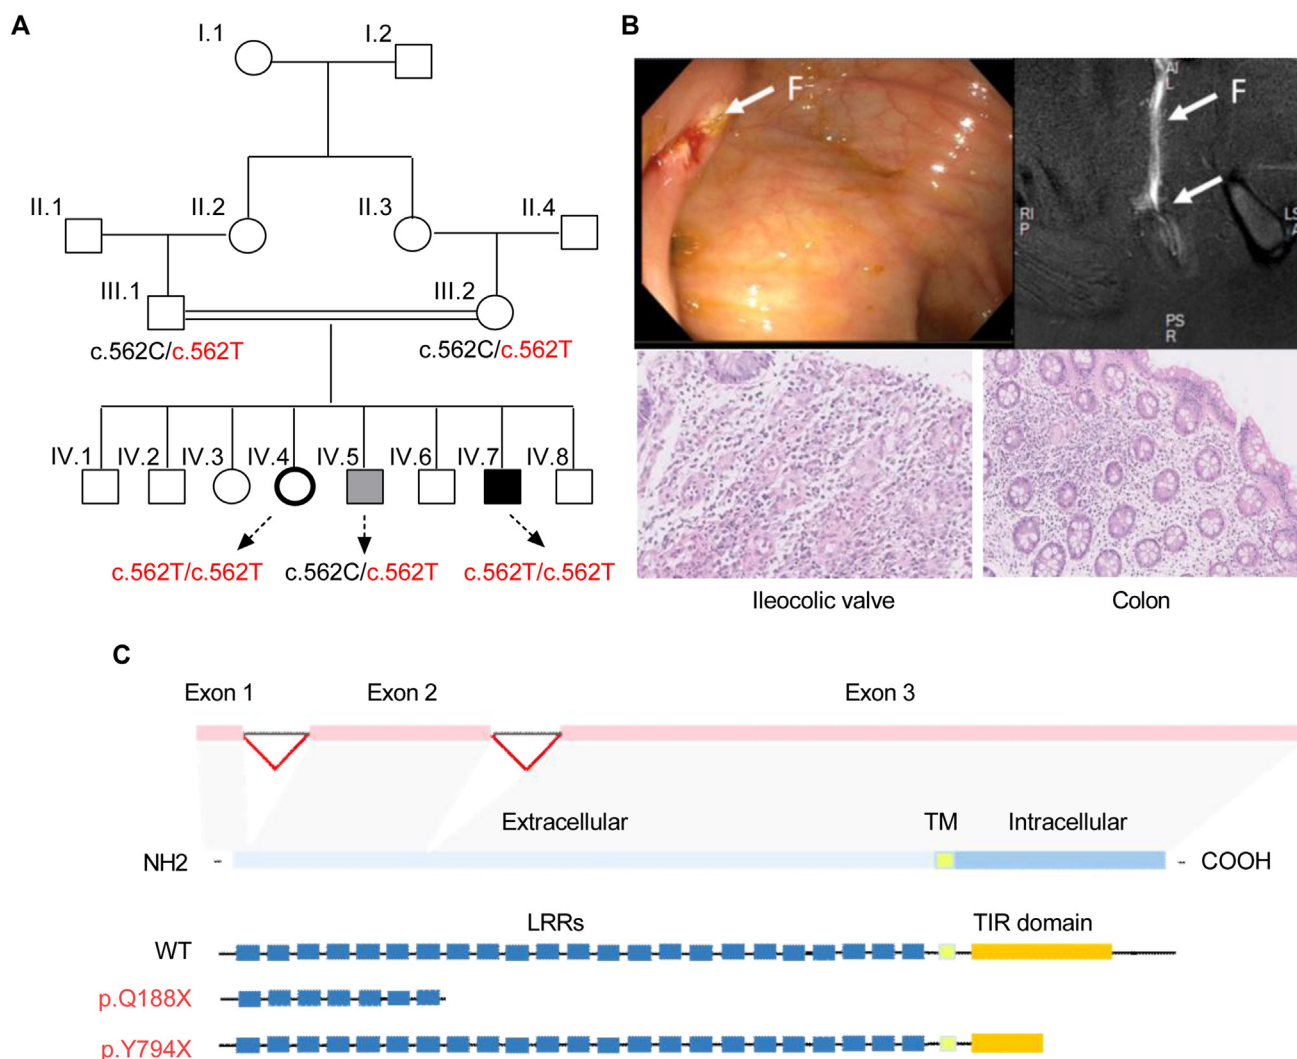 A
I.1
I.2
II.1
II.2
II.3
II.4
III.1
III.2
c.562C/c.562T
c.562C/c.562T
IV.1
IV.2
IV.3
IV.4
IV.5
IV.6
IV.7
IV.8
c.562T/c.562T
c.562C/c.562T
c.562T/c.562T
B
F
F
RI
P
PS
R
Ileocolic valve
Colon
C
Exon 1
Exon 2
Exon 3
Extracellular
TM
Intracellular
NH2
COOH
LRRs
TIR domain
WT
p.Q188X
p.Y794X